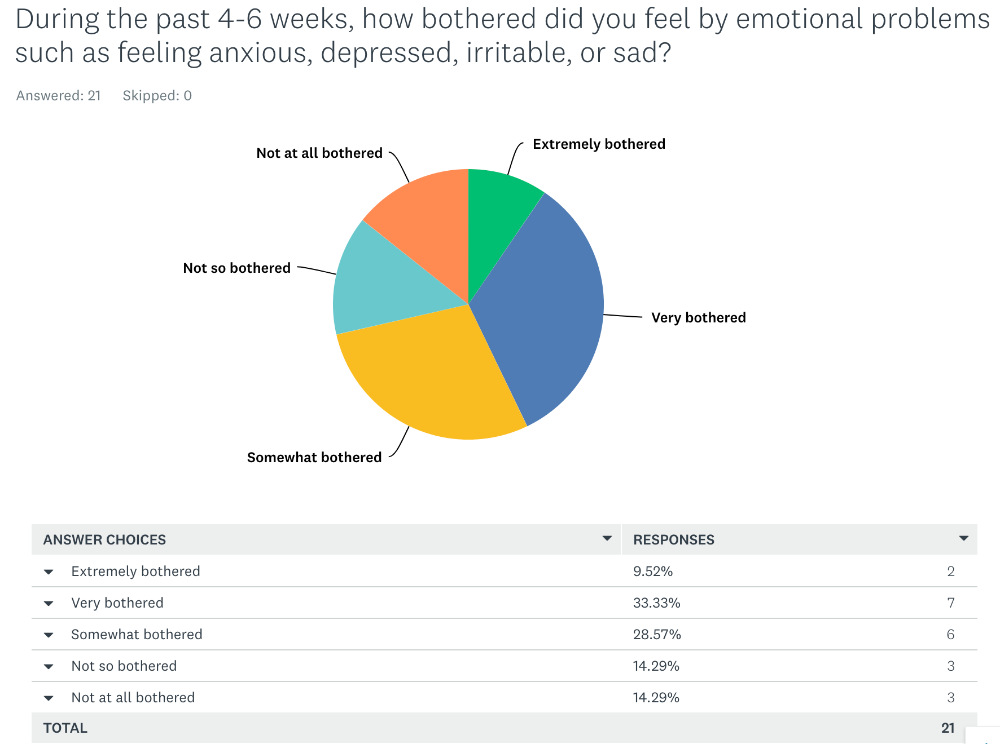 During the past 4-6 weeks, how bothered did you feel by emotional problems
such as feeling anxious, depressed, irritable, or sad?
Answered: 21 Skipped: 0
Extremely bothered
Not at all bothered
Not so bothered
Very bothered
Somewhat bothered
ANSWER CHOICES RESPONSES
Extremely bothered 9.52% 2
Very bothered 33.33% 7
Somewhat bothered 28.57% 6
Not so bothered 14.29% 3
Not at all bothered 14.29% 3
TOTAL 21